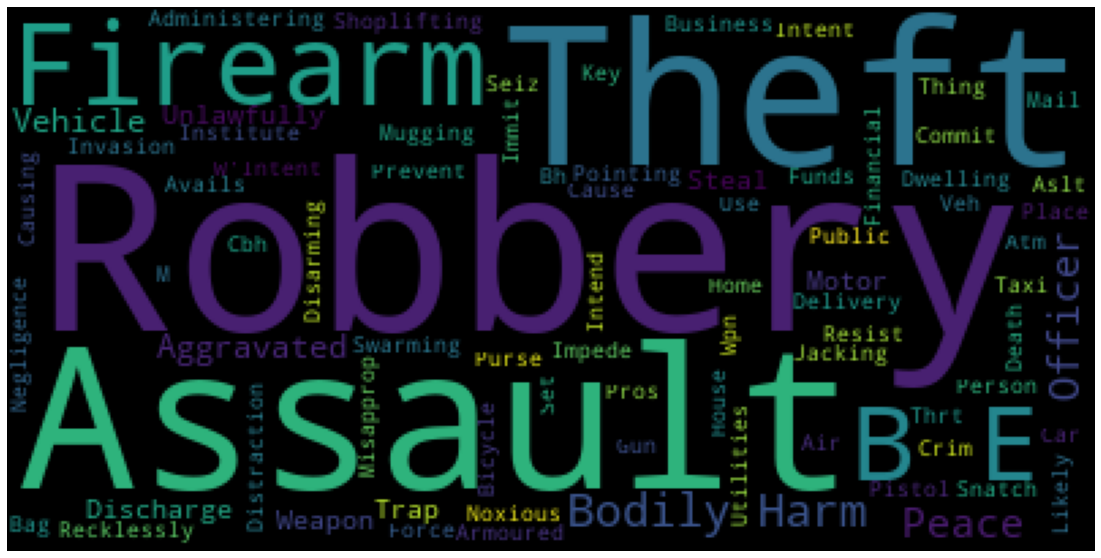 Administering
Shoplifting
Business
Intent
Firearm
Theft
Seiz
Key
Thing
Mail
Vehicle
Unlawfully
Institute
Invasion
Mugging
Immit
Financial
Commit
W'Intent
Prevent
Bh
Pointing
Cause
Steal
Funds
Dwelling
Aslt
Causing
Avails
Use
Veh
Place
Robbery
Cbh
Disarming
M
Public
Atm
Officer
Intend
Home
Motor
Taxi
Delivery
Negligence
Aggravated
Swarming
Purse
Impede
Wpn
Resist
Jacking
Death
Person
Assault
Misapprop
Set
Pros
House
B E
Thrt
Crim
Car
Distraction
Bicycle
Gun
Utilities
Air
Likely
Pistol
Snatch
Bag
Discharge
Recklessly
Weapon
Trap
Force
Noxious
Armoured
Bodily
Harm
Peace